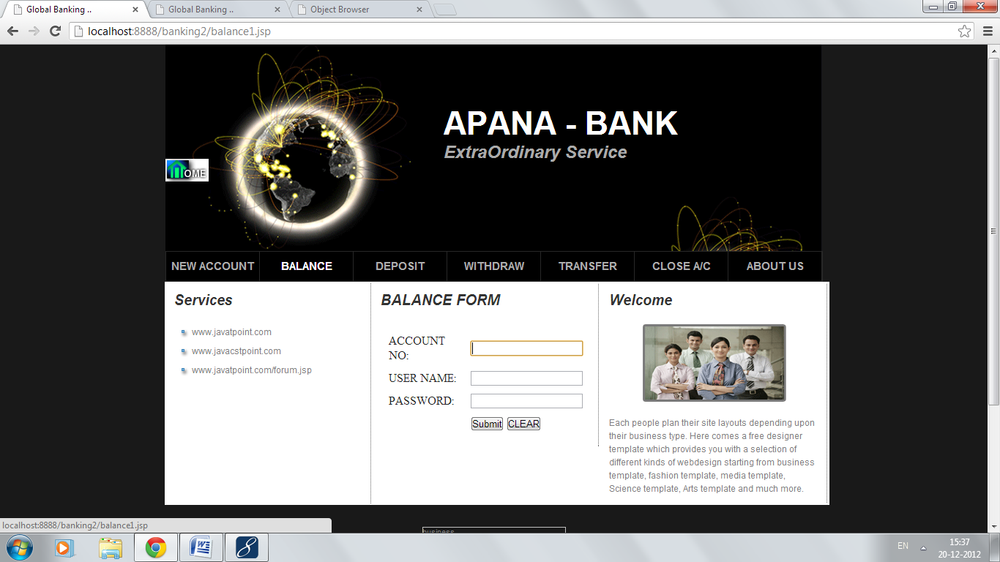 Global Banking ..
Global Banking ..
Object Browser
localhost:8888/banking2/balance1.jsp
APANA - BANK
ExtraOrdinary Service
OME
NEW ACCOUNT
BALANCE
DEPOSIT
WITHDRAW
TRANSFER
CLOSE A/C
ABOUT US
Services
www.javatpoint.com
www.javacstpoint.com
www.javatpoint.com/forum.jsp
BALANCE FORM
ACCOUNT
NO:
USER NAME:
PASSWORD:
Submit CLEAR
Welcome
Each people plan their site layouts depending upon
their business type. Here comes a free designer
template which provides you with a selection of
different kinds of webdesign starting from business
template, fashion template, media template,
Science template, Arts template and much more.
business
localhost:8888/banking2/balance1.jsp
EN
15:37
20-12-2012